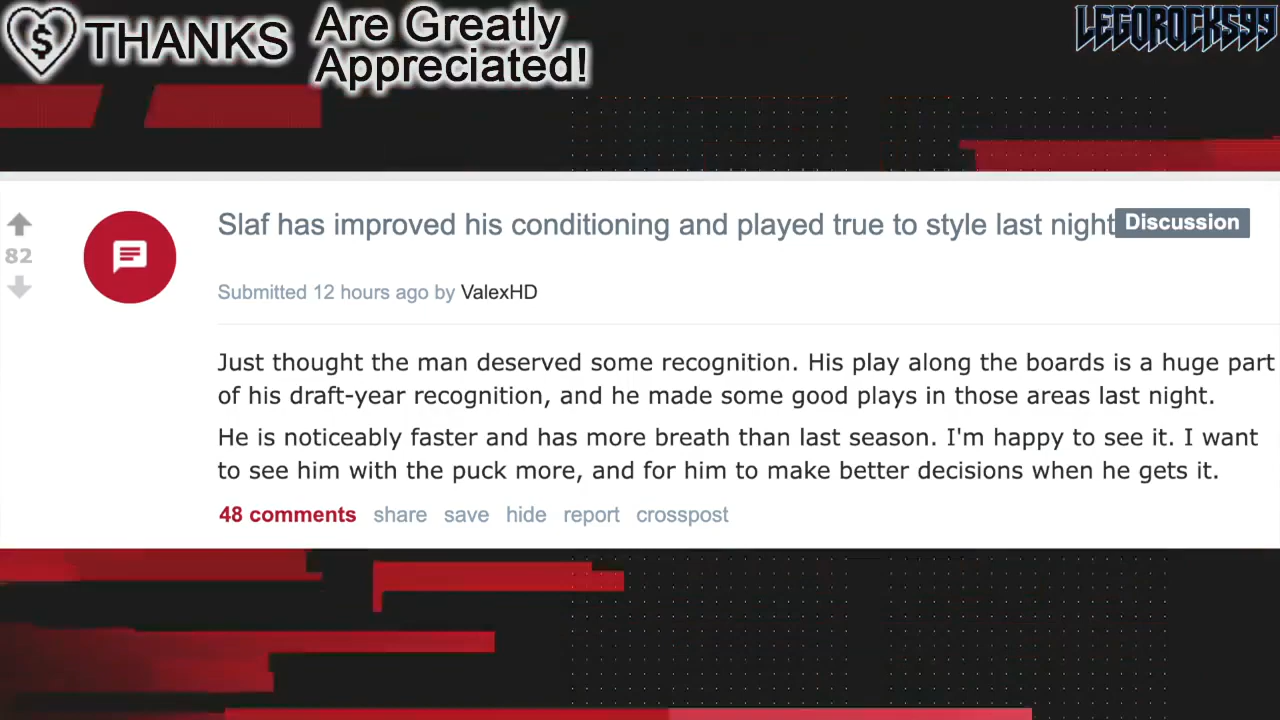 $ THANKS Are Greatly
Appreciated!
LEGOROCKS99
Slaf has improved his conditioning and played true to style last night Discussion
82
Submitted 12 hours ago by ValexHD
Just thought the man deserved some recognition. His play along the boards is a huge part
of his draft-year recognition, and he made some good plays in those areas last night.
He is noticeably faster and has more breath than last season. I'm happy to see it. I want
to see him with the puck more, and for him to make better decisions when he gets it.
48 comments share save hide report crosspost